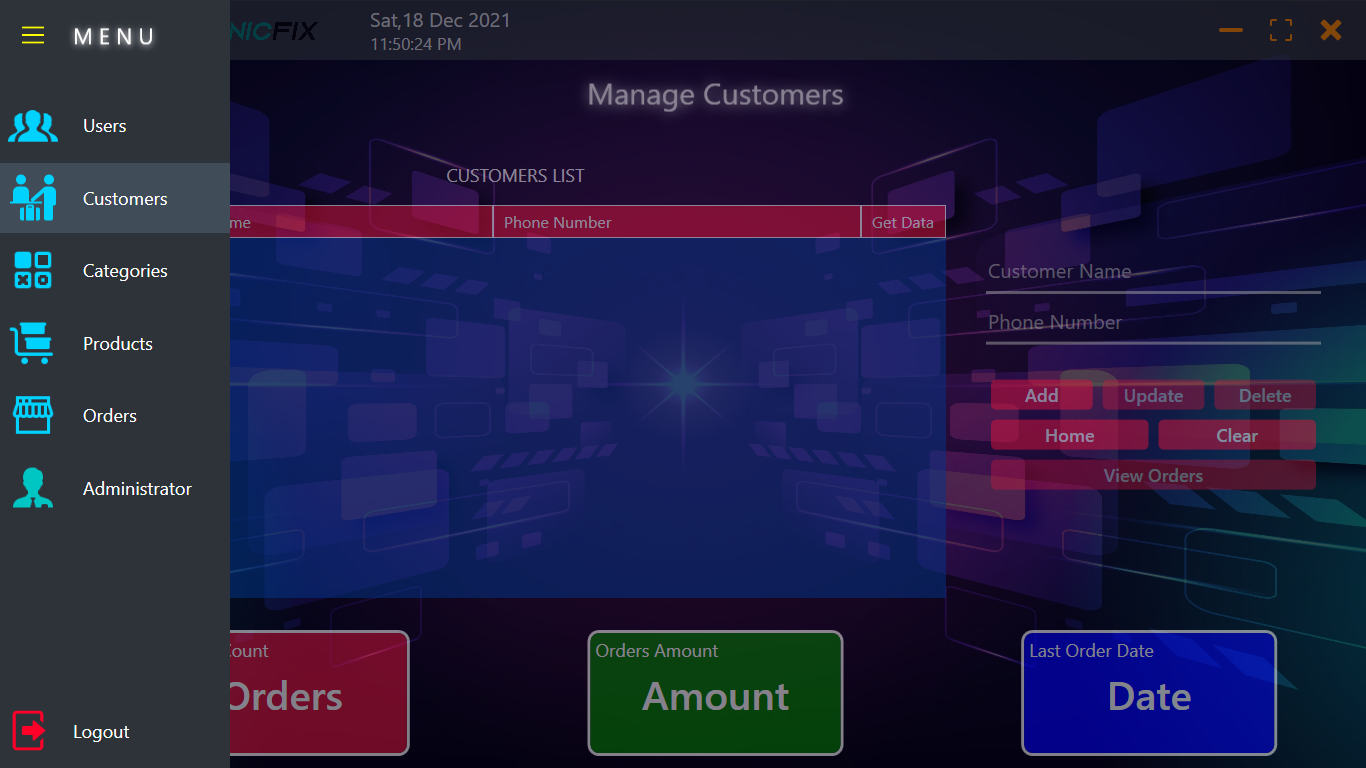 MENU
NICFIX
Sat,18 Dec 2021
11:50:24 PM
Manage Customers
Users
Customers
Categories
Products
Orders
Administrator
Logout
CUSTOMERS LIST
me
Phone Number
Get Data
Customer Name
Phone Number
Add
Update
Delete
Home
Clear
View Orders
ount
Orders
Orders Amount
Amount
Last Order Date
Date